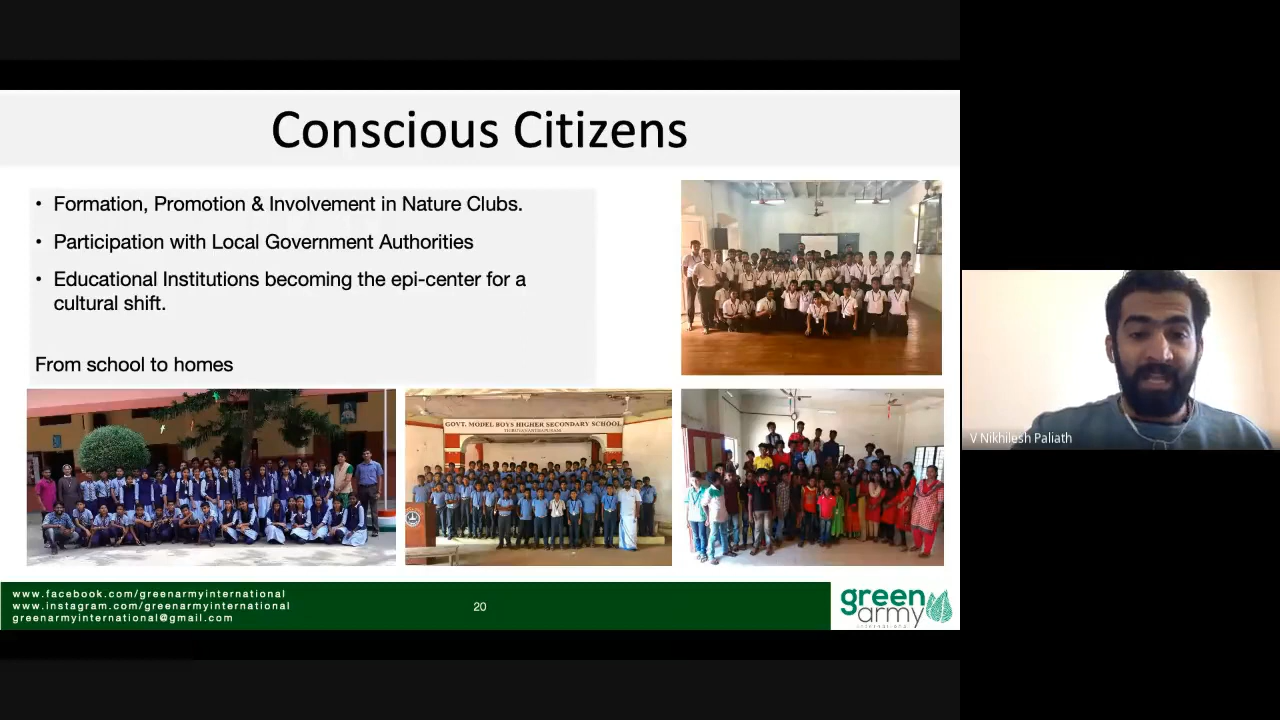 Conscious Citizens
• Formation, Promotion & Involvement in Nature Clubs.
• Participation with Local Government Authorities
• Educational Institutions becoming the epi-center for a
cultural shift.
From school to homes
GOVT. MODEL BOYS HIGHER SECONDARY SCHOOL
THIRUVANANTHAPURAM
V Nikhilesh Paliath
www.facebook.com/greenarmyinternational
www.instagram.com/greenarmyinternational
greenarmyinternational@gmail.com
20
green
army